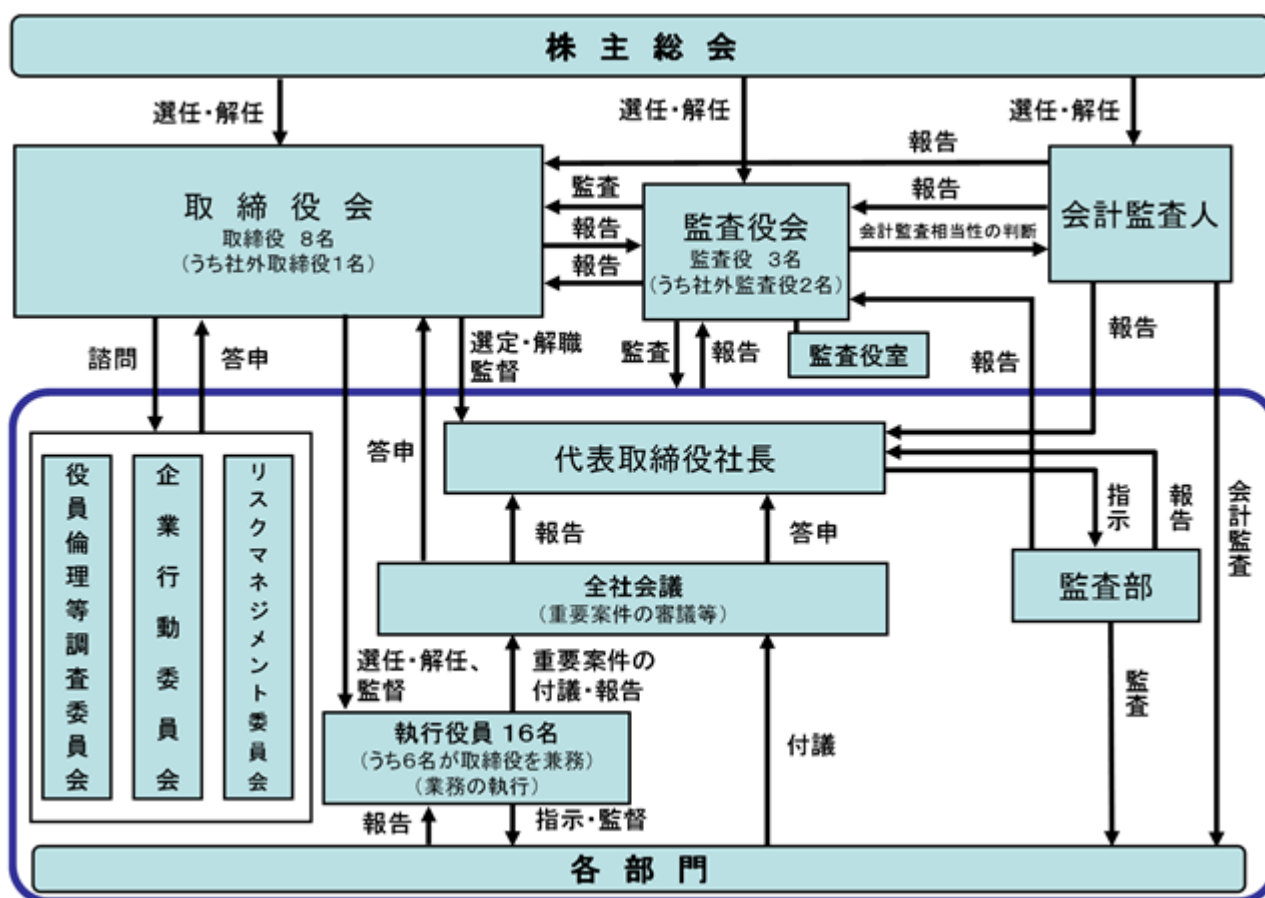 株主総会
選任・解任
選任・解任
選任・解任
取締役会
取締役 8名
(うち社外取締役1名)
監査
報告
報告
監査役会
監査役 3名
(うち社外監査役2名)
監査役室
報告
報告
会計監査相当性の判断
会計監査人
諮問
答申
答申
選定・解職
監督
監査
報告
報告
報告
代表取締役社長
指示
報告
会計監査
監査部
監査
役員倫理等調査委員会
企業行動委員会
リスクマネジメント委員会
報告
答申
全社会議
(重要案件の審議等)
選任・解任、
監督
重要案件の
付議・報告
付議
執行役員 16名
(うち6名が取締役を兼務)
(業務の執行)
報告
指示・監督
各部門